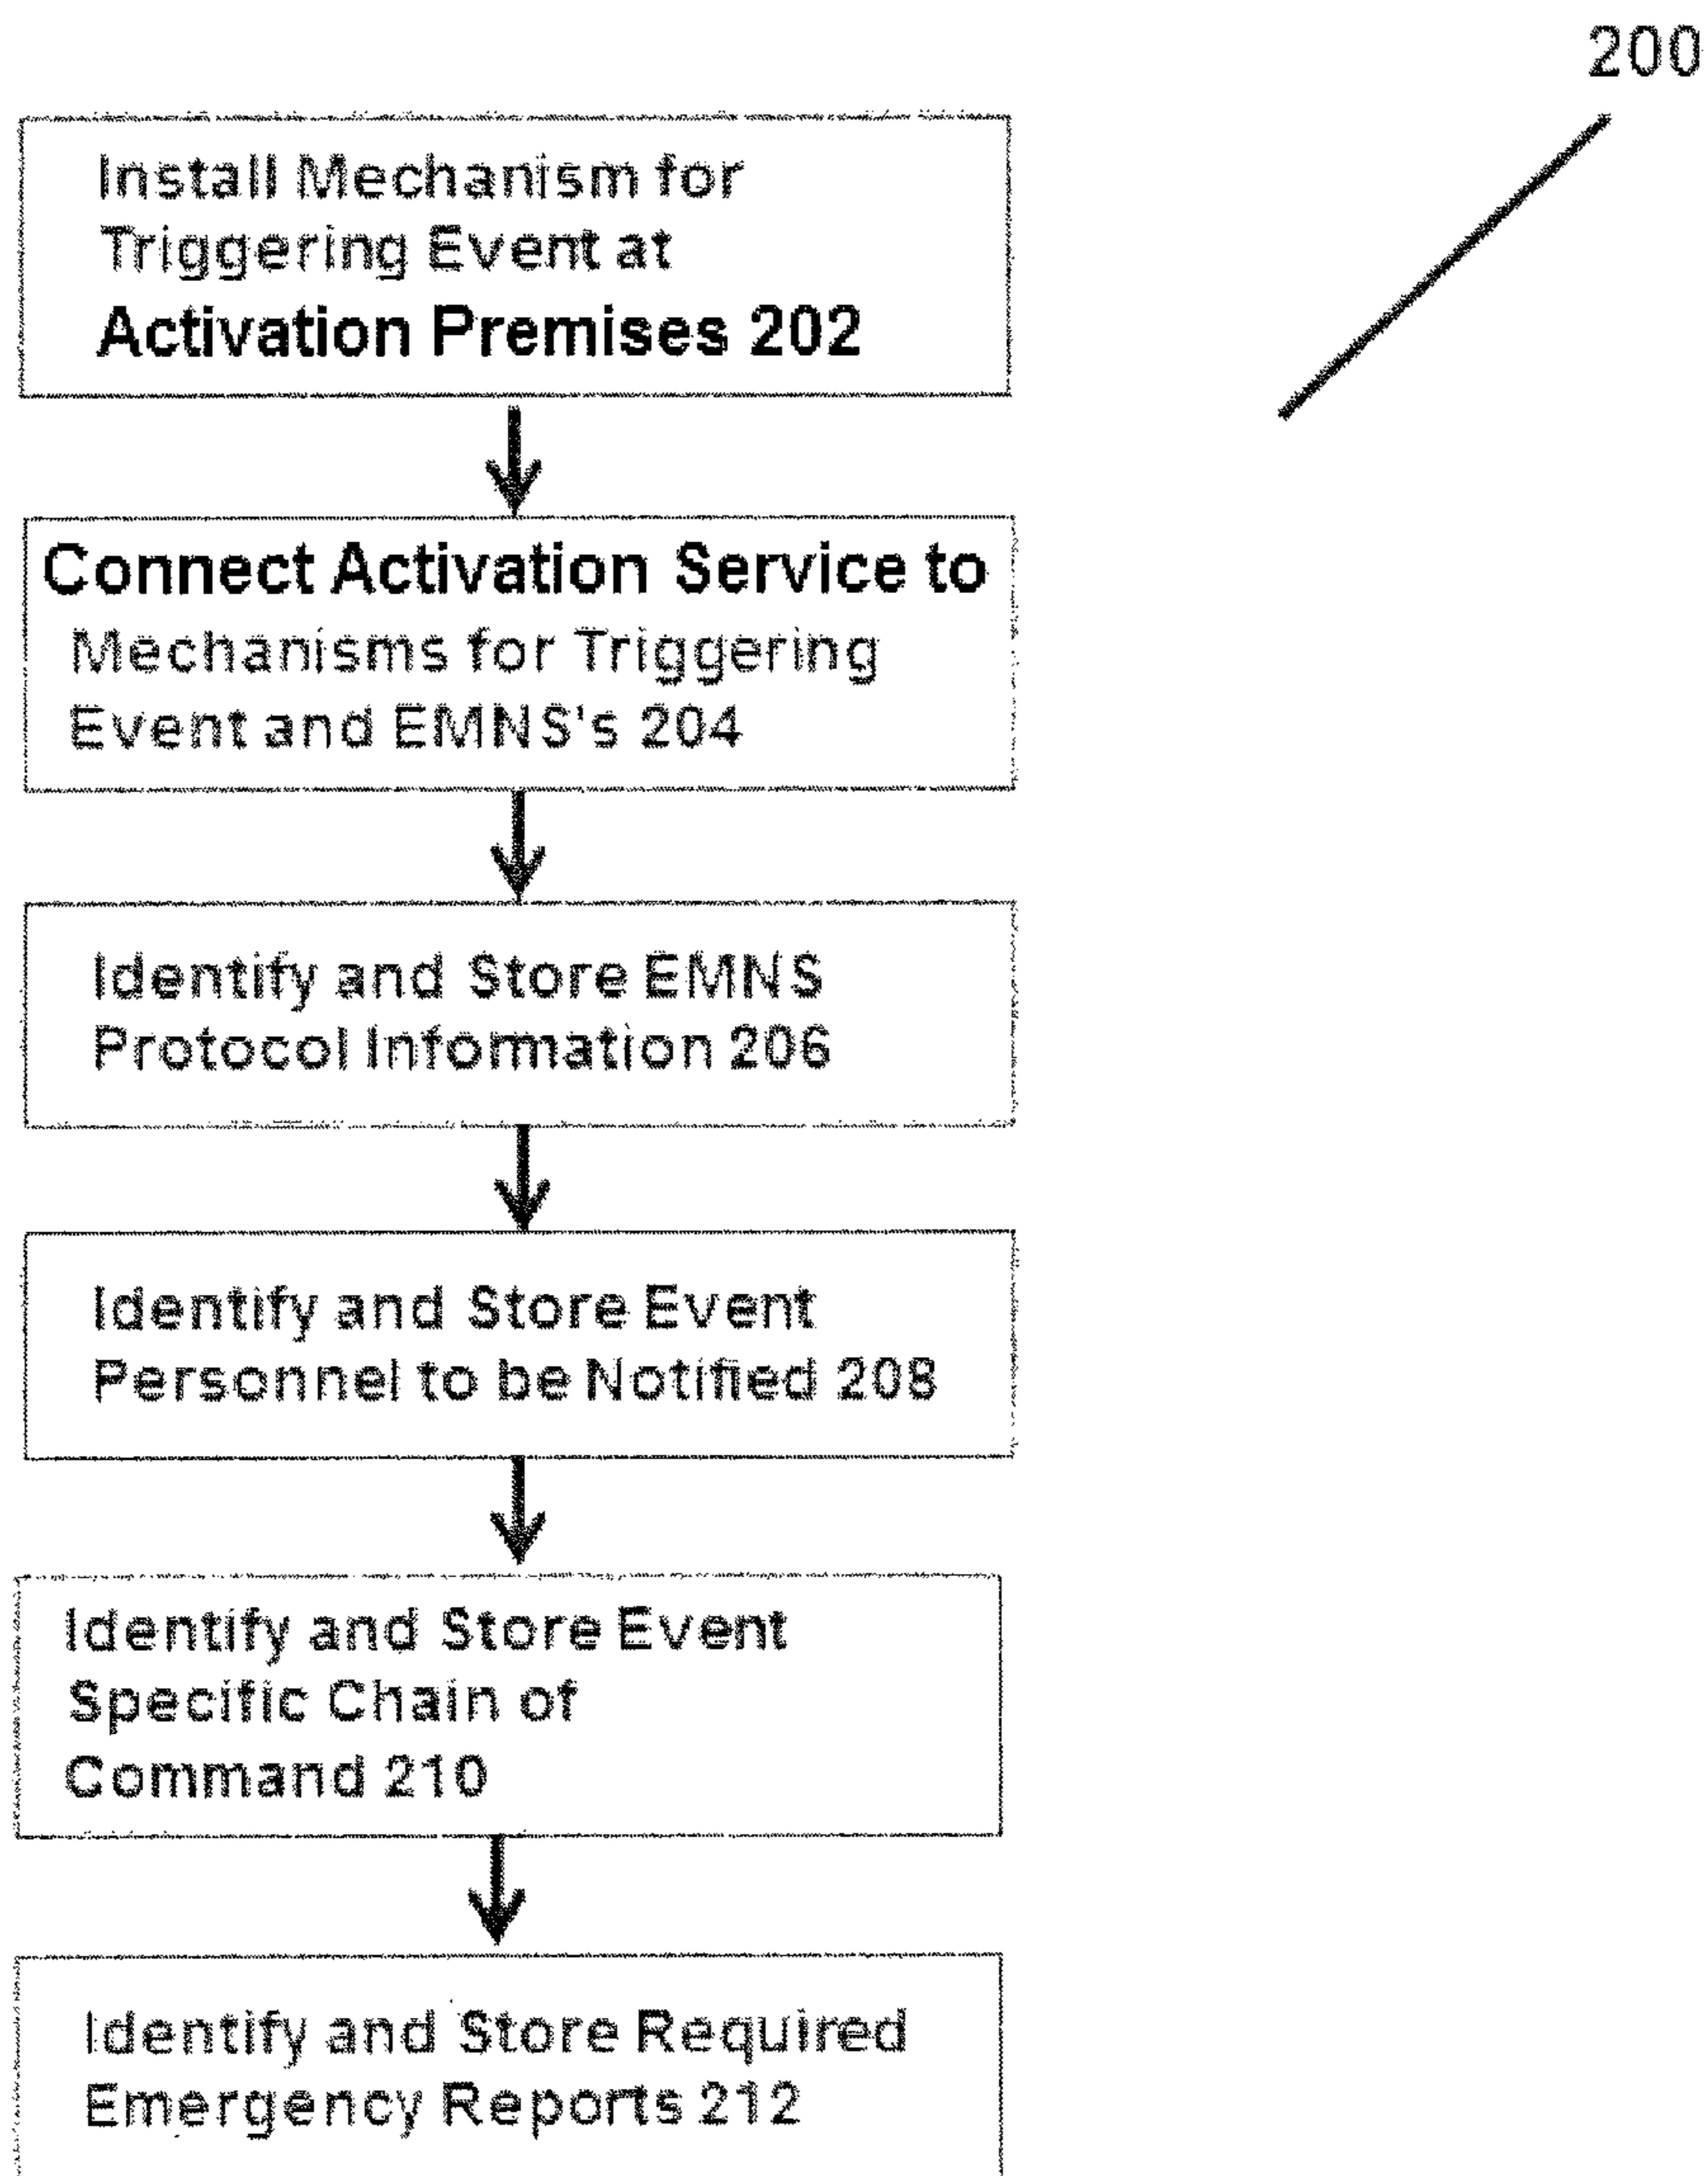 200
Install Mechanism for
Triggering Event at
Activation Premises 202
Connect Activation Service to
Mechanisms for Triggering
Event and EMNS's 204
Identify and Store EMNS
Protocol Information 206
Identify and Store Event
Personnel to be Notified 208
Identify and Store Event
Specific Chain of
Command 210
Identify and Store Required
Emergency Reports 212